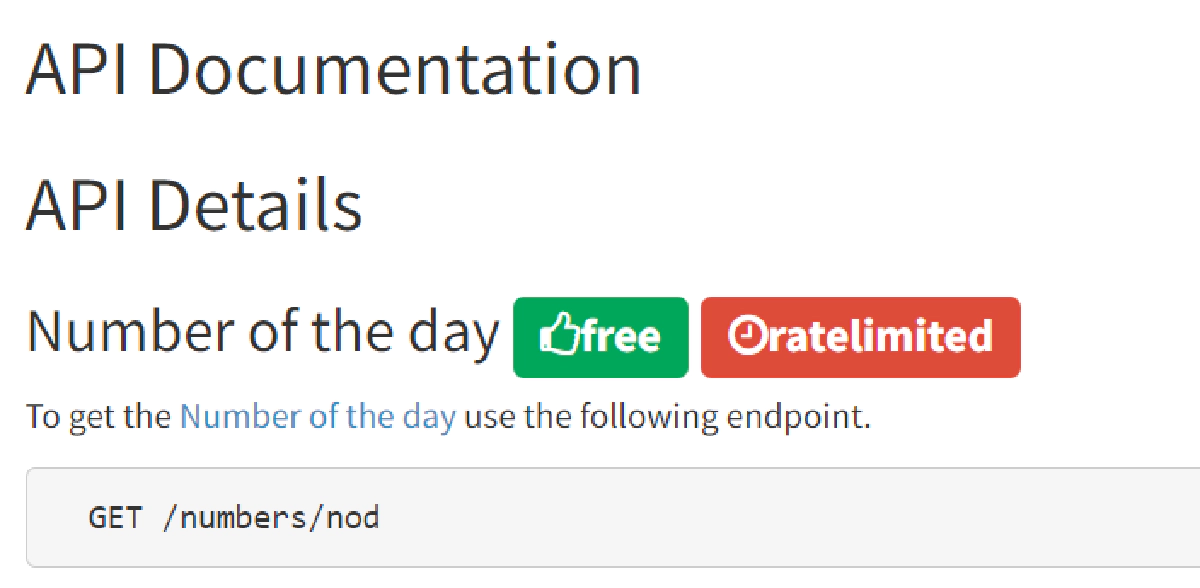 API Documentation
API Details
Number of the day free ratelimited
To get the Number of the day use the following endpoint.
GET /numbers/nod